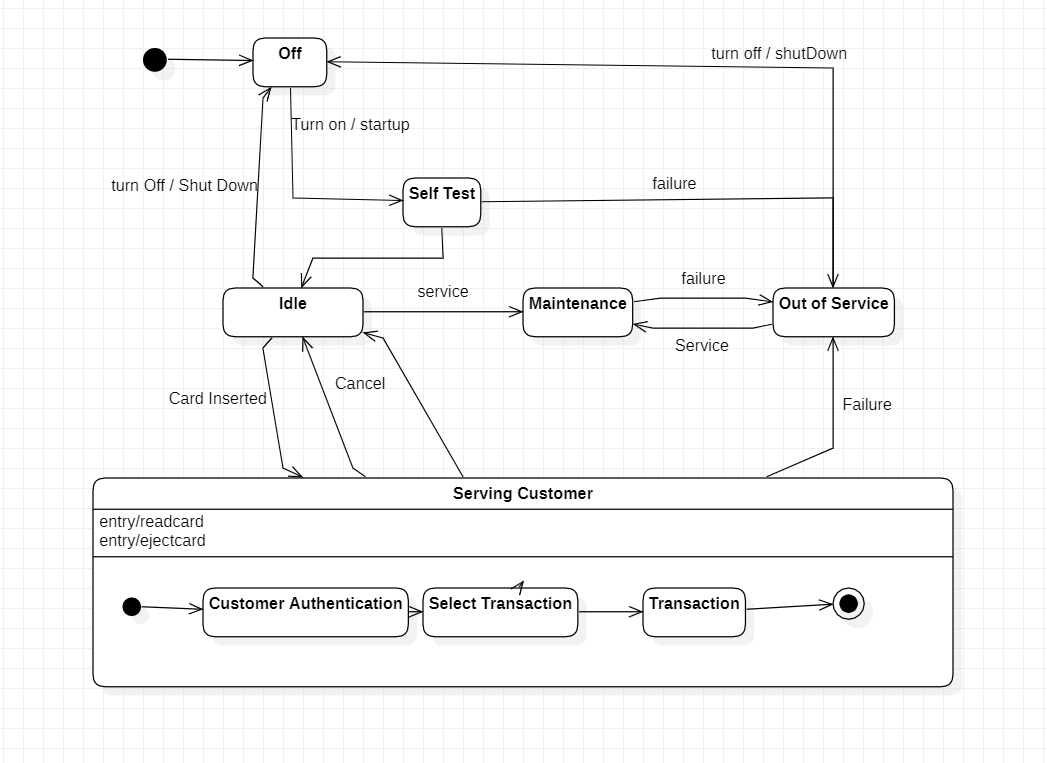 Off
turn off / shutDown
Turn on / startup
turn Off / Shut Down
Self Test
failure
Idle
service
Maintenance
failure
Out of Service
Service
Cancel
Card Inserted
Failure
Serving Customer
entry/readcard
entry/ejectcard
Customer Authentication
Select Transaction
Transaction